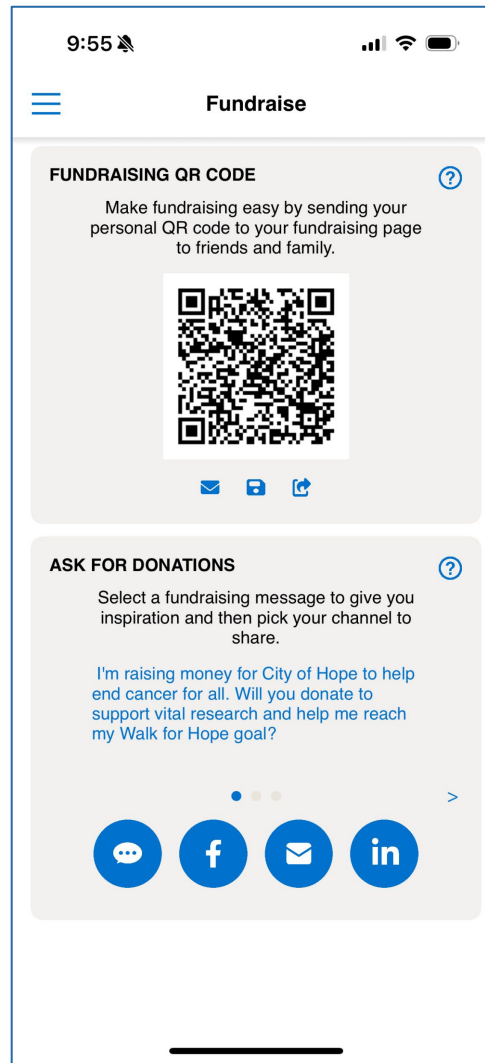 9:55
Fundraise
FUNDRAISING QR CODE
?
Make fundraising easy by sending your
personal QR code to your fundraising page
to friends and family.
ASK FOR DONATIONS
?
Select a fundraising message to give you
inspiration and then pick your channel to
share.
I'm raising money for City of Hope to help
end cancer for all. Will you donate to
support vital research and help me reach
my Walk for Hope goal?
>
f
in